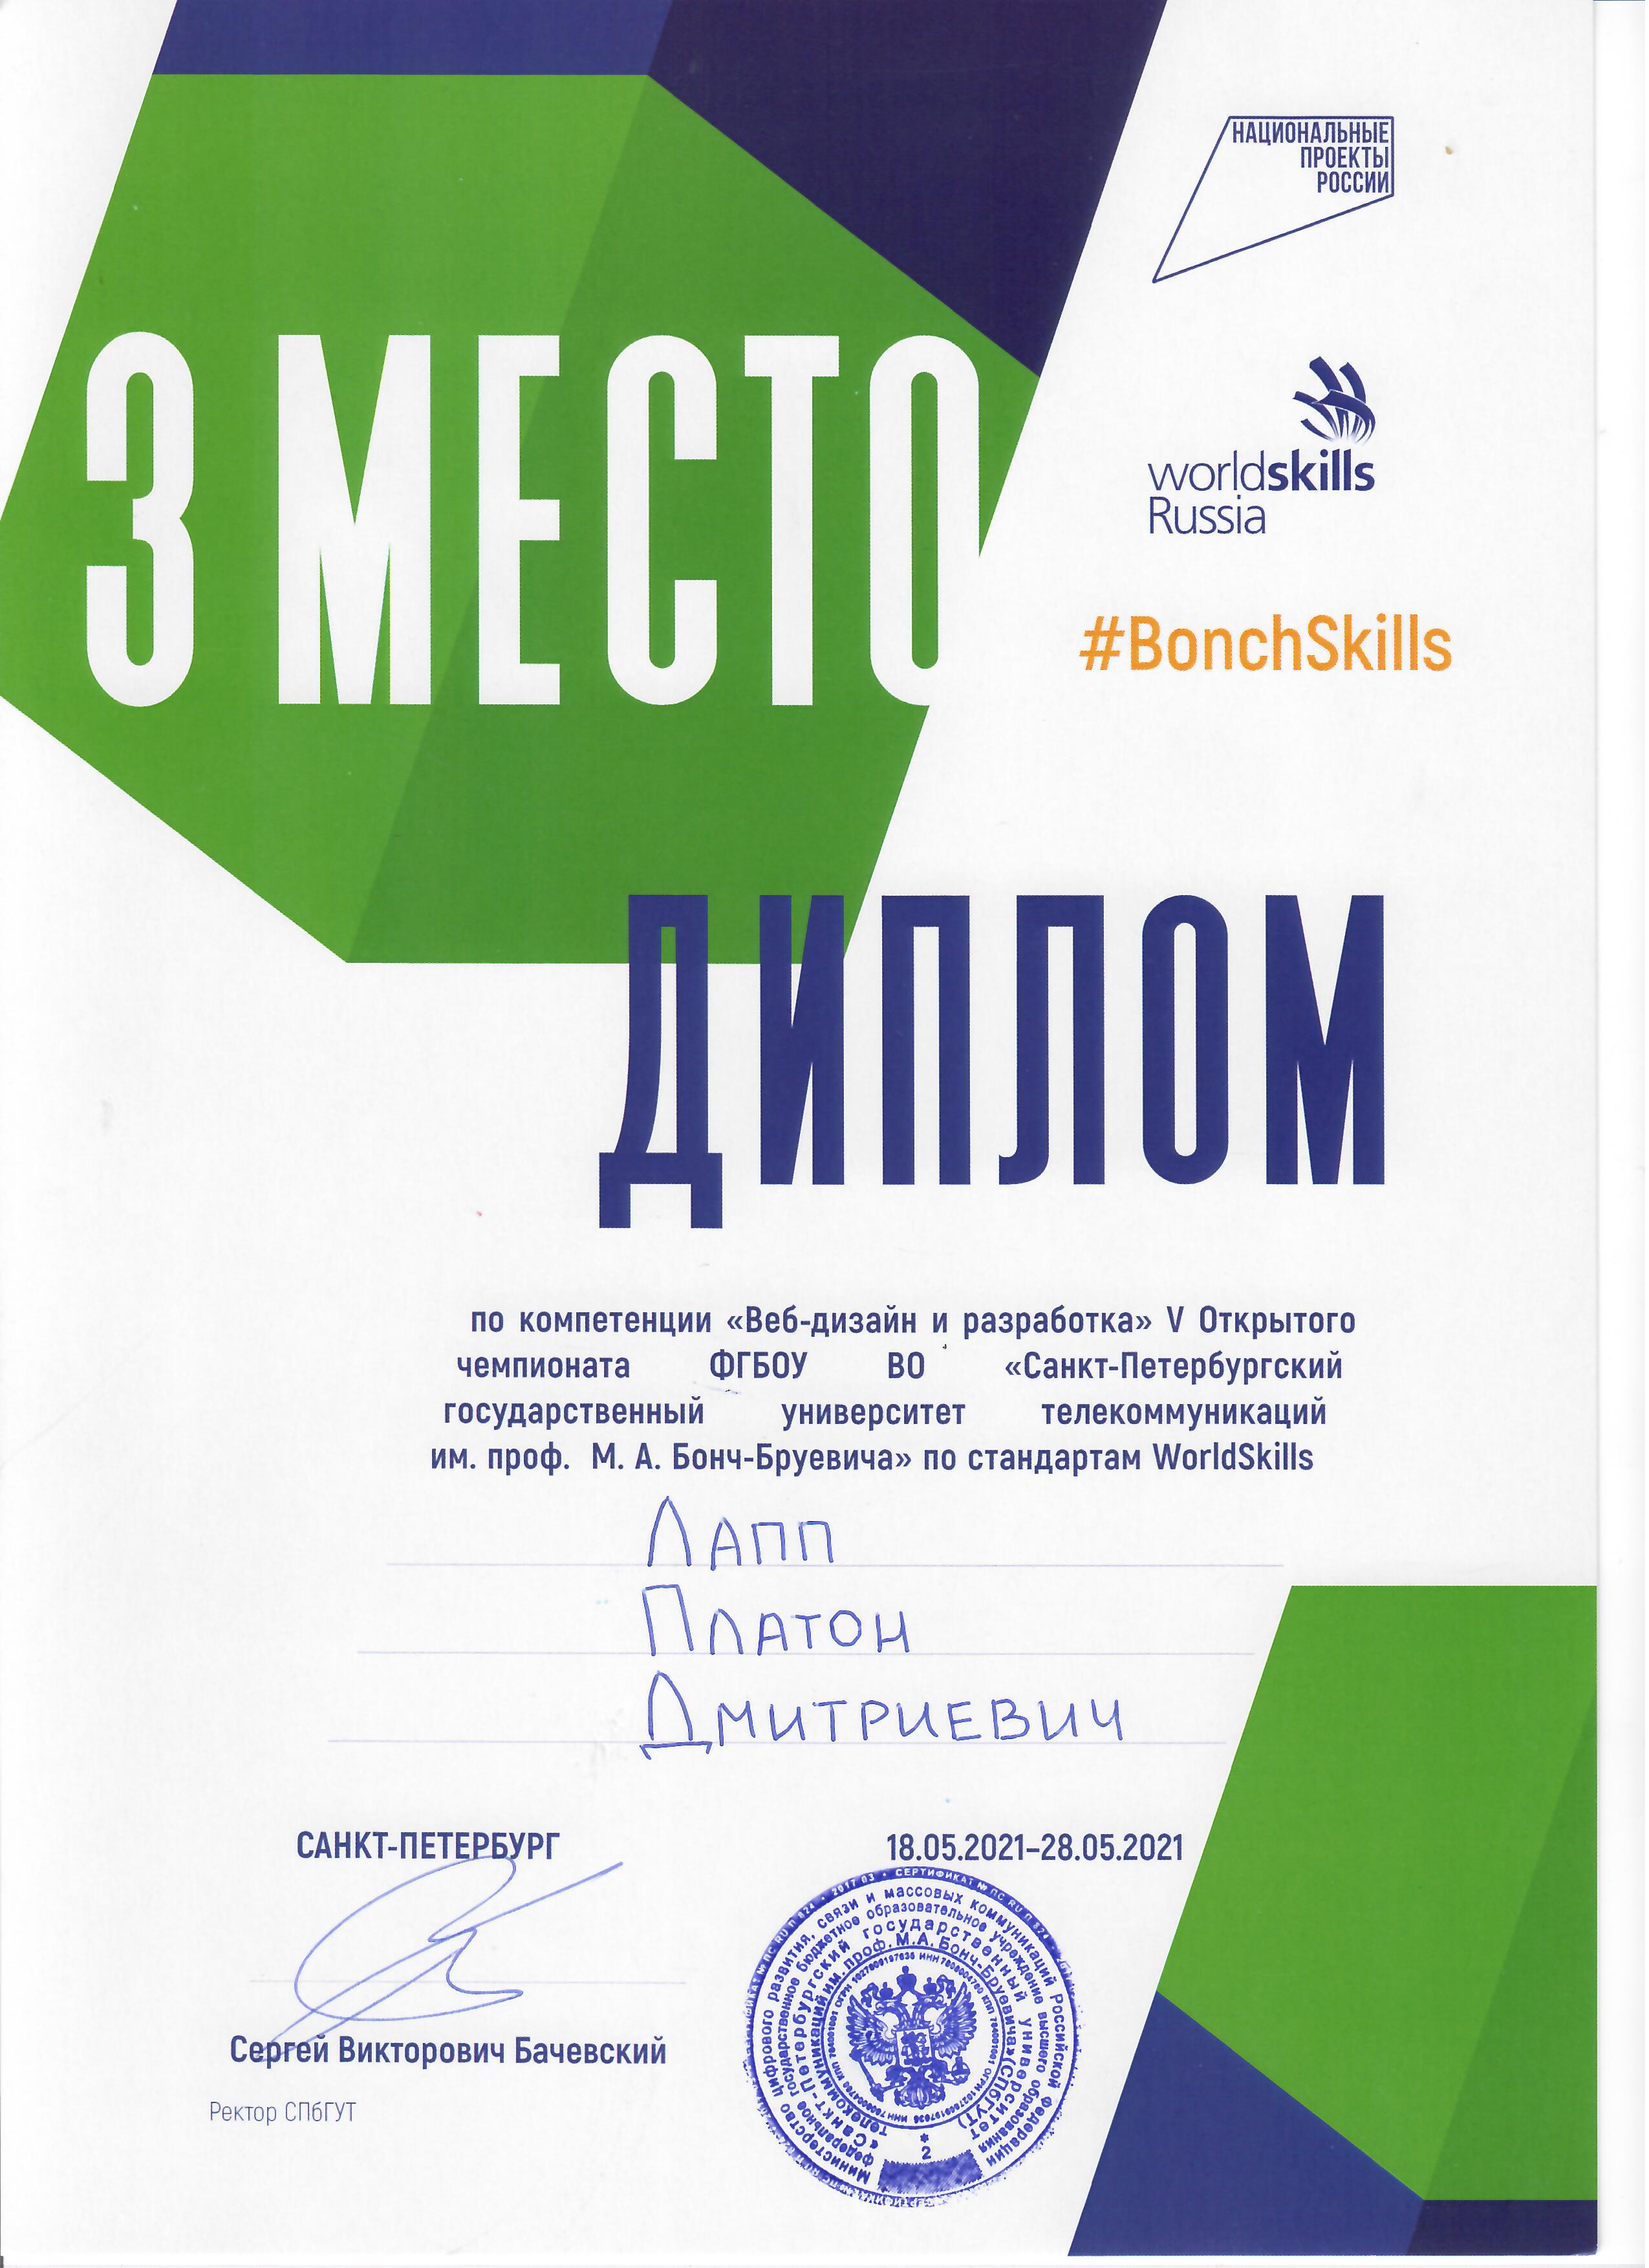 НАЦИОНАЛЬНЫЕ
ПРОЕКТЫ
РОССИИ
3 МЕСТО
worldskills
Russia
#BonchSkills
ДИПЛОМ
по компетенции «Веб-дизайн и разработка» V Открытого
чемпионата ФГБОУ ВО «Санкт-Петербургский
государственный университет телекоммуникаций
им. проф. М. А. Бонч-Бруевича» по стандартам WorldSkills
Лапп
Платон
Дмитриевич
САНКТ-ПЕТЕРБУРГ
18.05.2021–28.05.2021
Сергей Викторович Бачевский
Ректор СПбГУТ
Министерство цифрового развития, связи и массовых коммуникаций Российской Федерации
федеральное государственное бюджетное образовательное учреждение высшего образования
«Санкт-Петербургский государственный университет
телекоммуникаций им. проф. М.А. Бонч-Бруевича» (СПбГУТ)
* 2